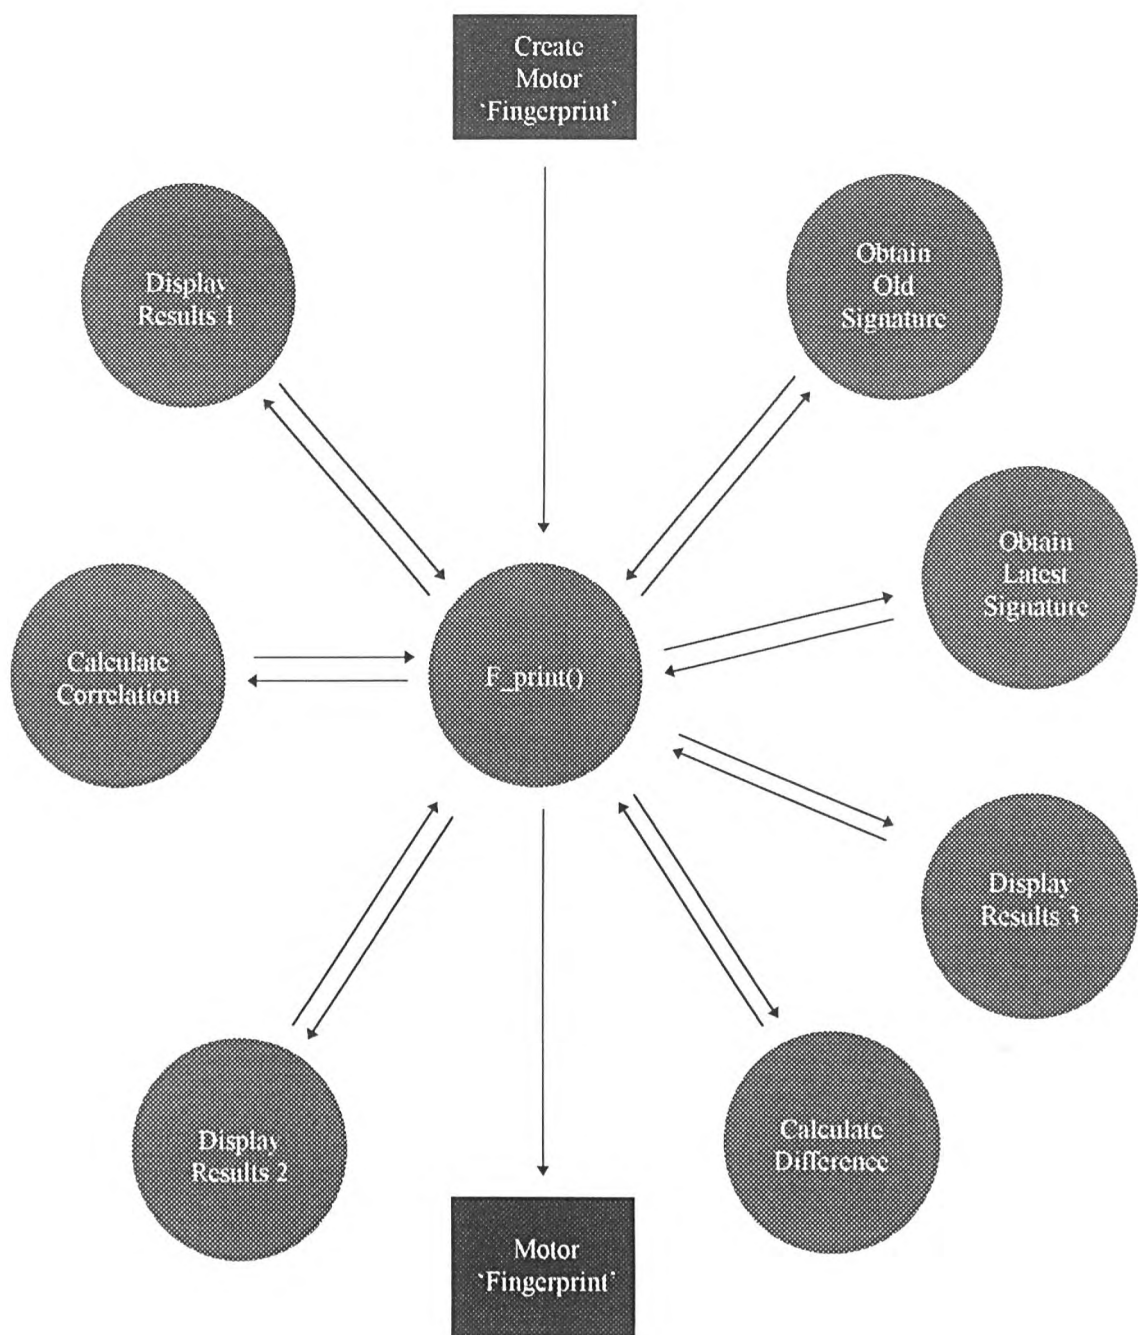 Create
Motor
‘Fingerprint’
Display
Results 1
Obtain
Old
Signature
Obtain
Latest
Signature
Calculate
Correlation
F_print()
Display
Results 3
Display
Results 2
Calculate
Difference
Motor
‘Fingerprint’